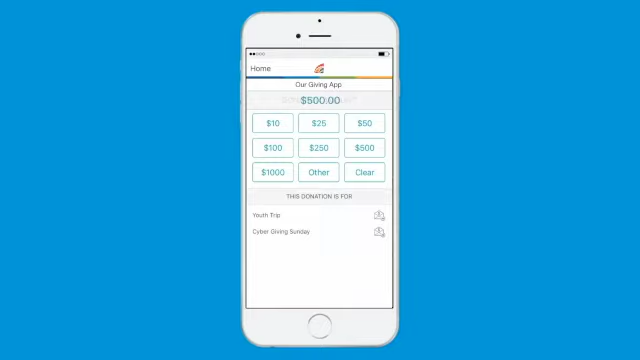 Home
Our Giving App
$500.00
$10 $25 $50
$100 $250 $500
$1000 Other Clear
THIS DONATION IS FOR
Youth Trip
Cyber Giving Sunday